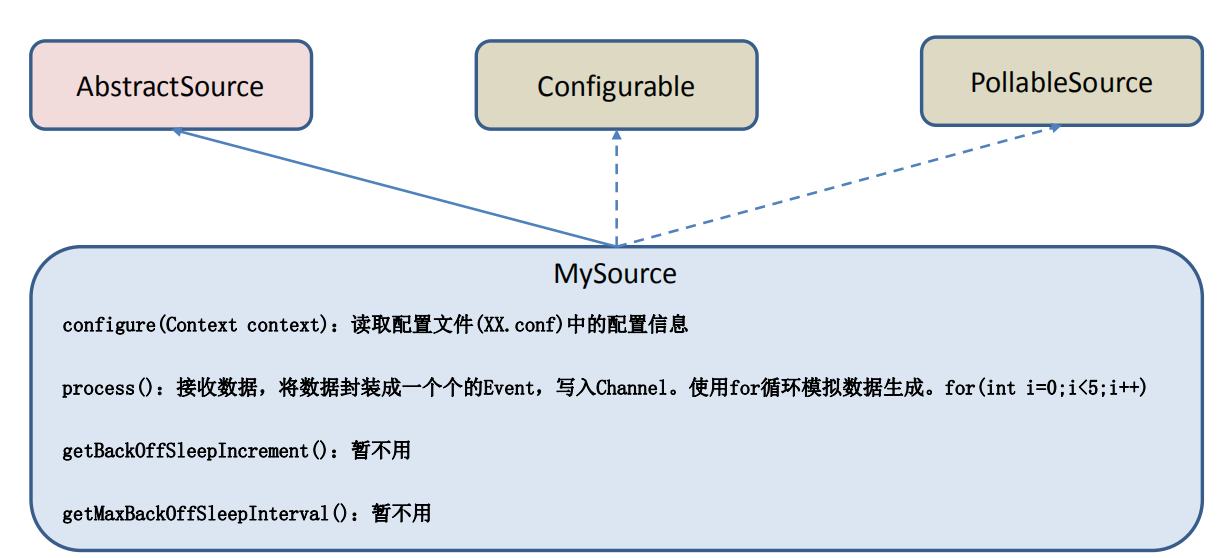 AbstractSource
Configurable
PollableSource
MySource
configure(Context context)：读取配置文件(XX.conf)中的配置信息
process()：接收数据，将数据封装成一个个的Event，写入Channel。使用for循环模拟数据生成。for(int i=0;i<5;i++)
getBackOffSleepIncrement()：暂不用
getMaxBackOffSleepInterval()：暂不用